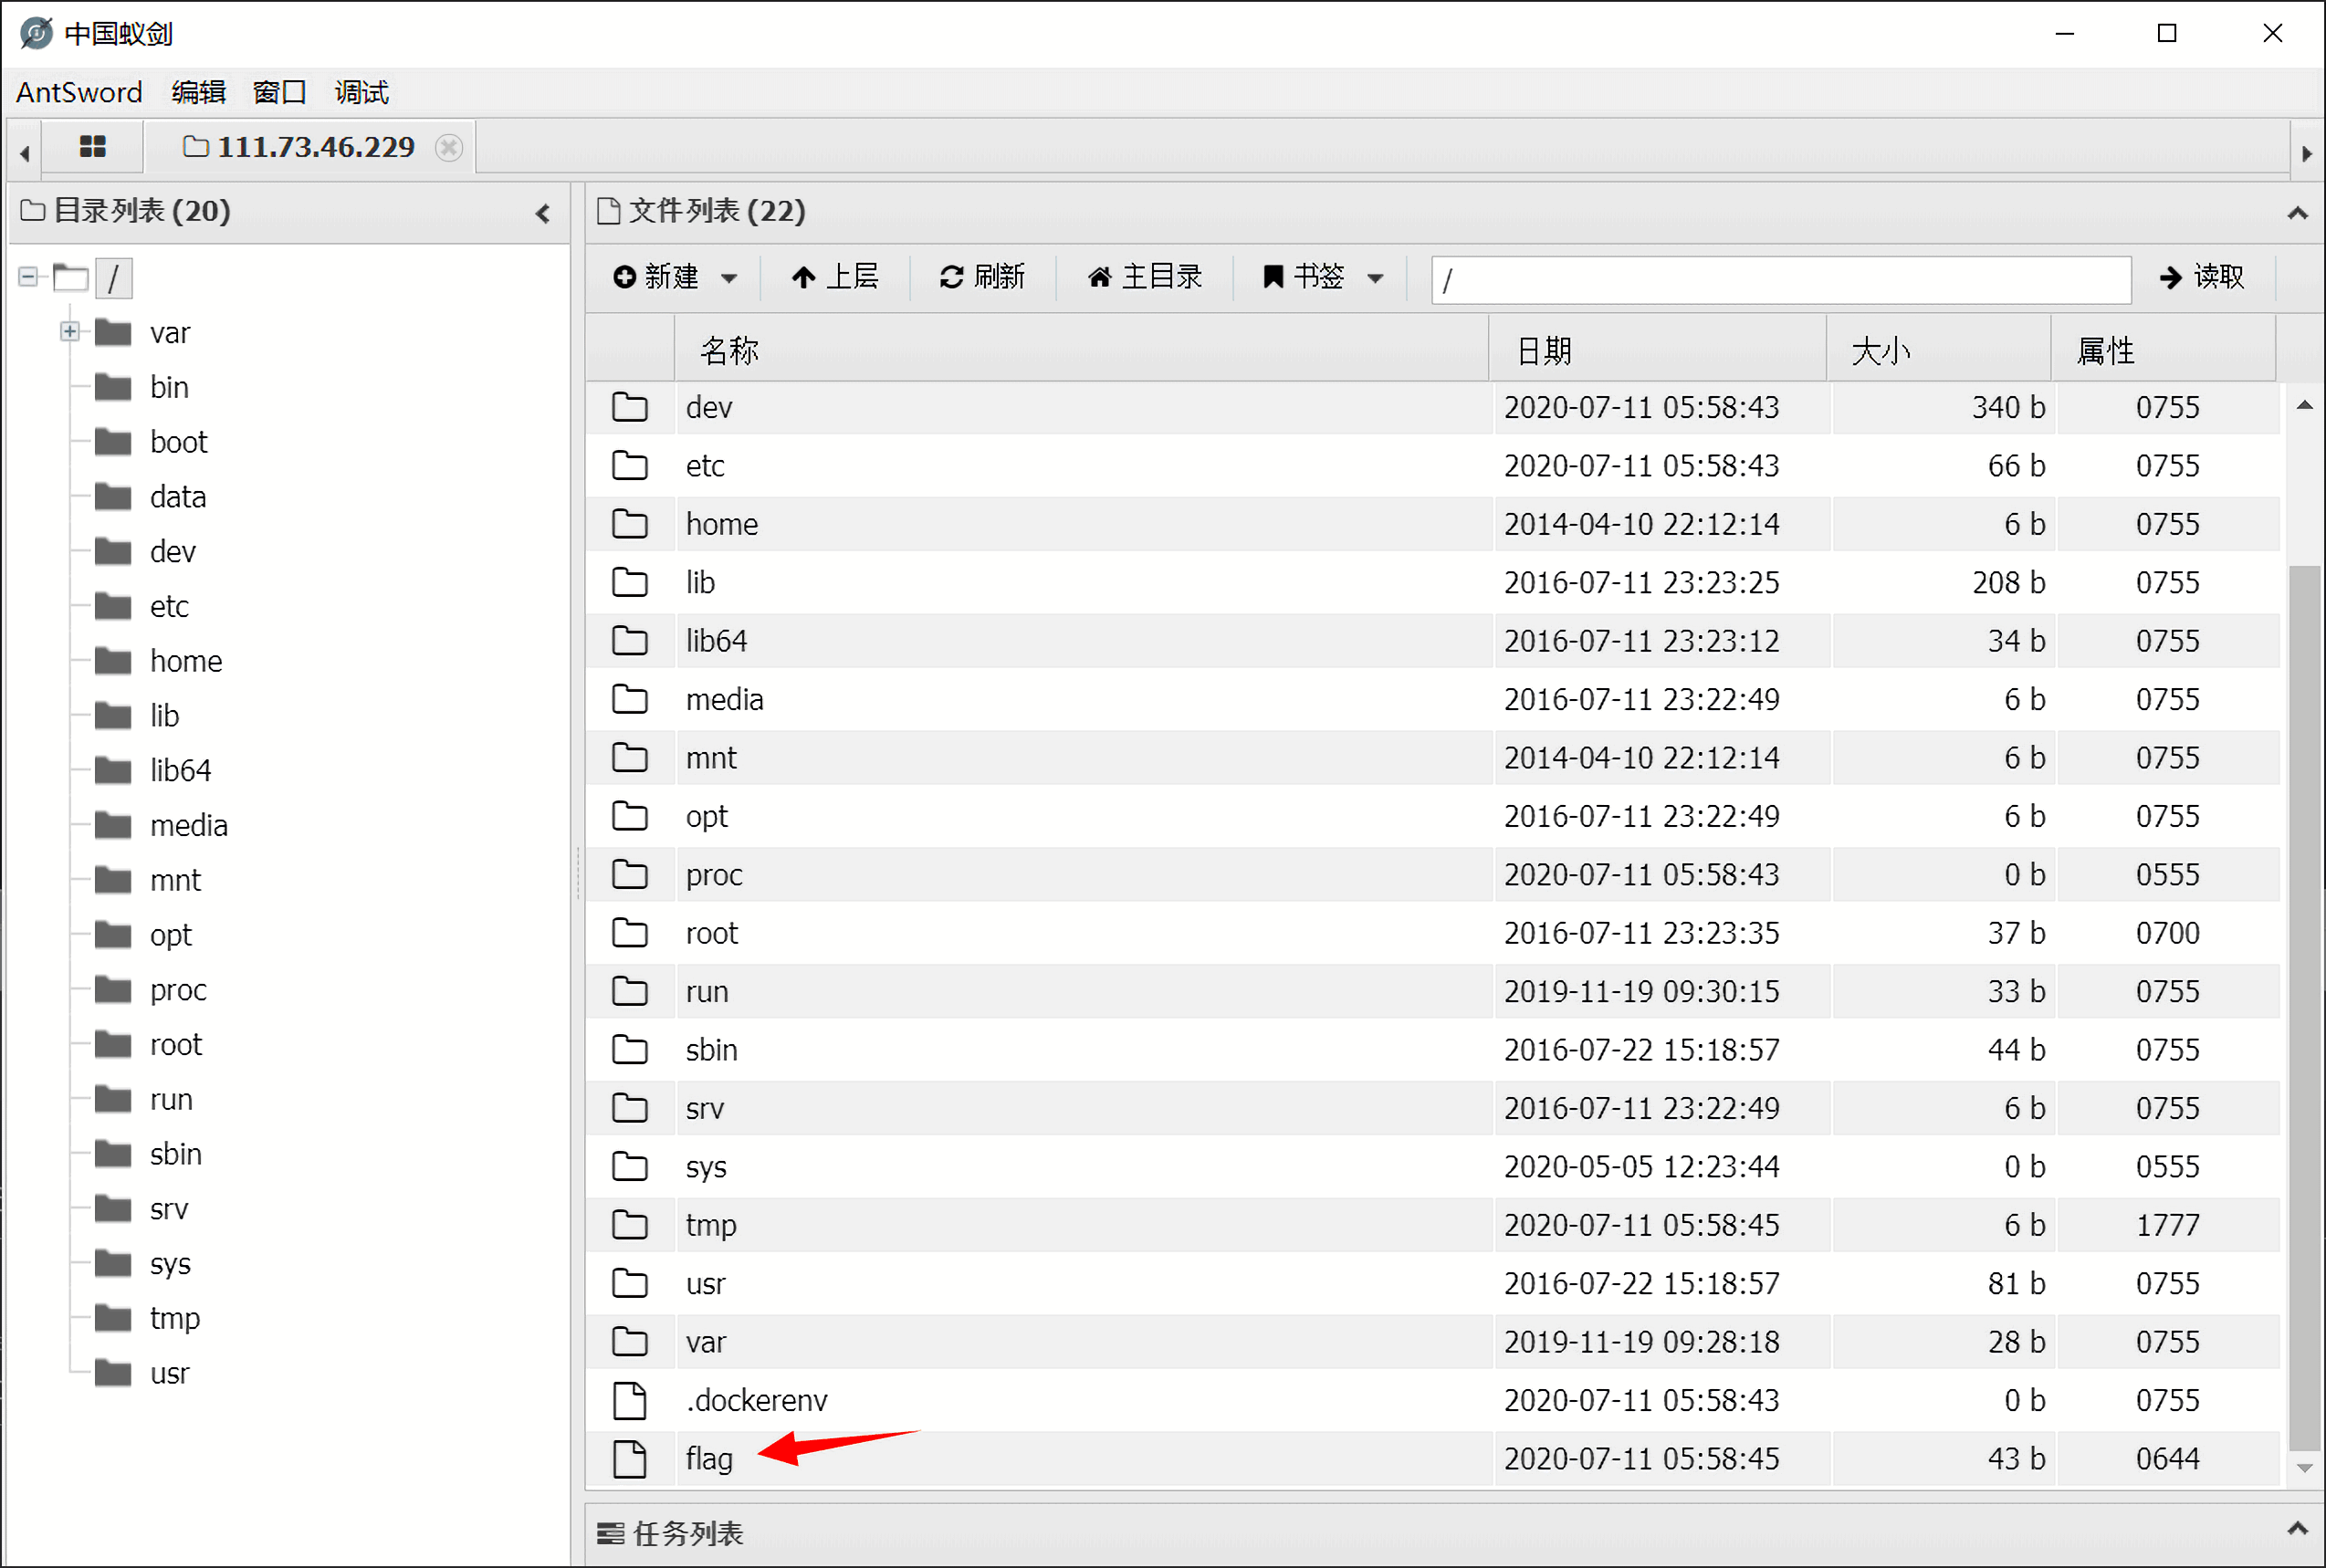 中国蚁剑
AntSword 编辑 窗口 调试
111.73.46.229
目录列表 (20)
/
var
bin
boot
data
dev
etc
home
lib
lib64
media
mnt
opt
proc
root
run
sbin
srv
sys
tmp
usr
文件列表 (22)
新建 上层 刷新 主目录 书签 / 读取
名称 日期 大小 属性
dev 2020-07-11 05:58:43 340 b 0755
etc 2020-07-11 05:58:43 66 b 0755
home 2014-04-10 22:12:14 6 b 0755
lib 2016-07-11 23:23:25 208 b 0755
lib64 2016-07-11 23:23:12 34 b 0755
media 2016-07-11 23:22:49 6 b 0755
mnt 2014-04-10 22:12:14 6 b 0755
opt 2016-07-11 23:22:49 6 b 0755
proc 2020-07-11 05:58:43 0 b 0555
root 2016-07-11 23:23:35 37 b 0700
run 2019-11-19 09:30:15 33 b 0755
sbin 2016-07-22 15:18:57 44 b 0755
srv 2016-07-11 23:22:49 6 b 0755
sys 2020-05-05 12:23:44 0 b 0555
tmp 2020-07-11 05:58:45 6 b 1777
usr 2016-07-22 15:18:57 81 b 0755
var 2019-11-19 09:28:18 28 b 0755
.dockerenv 2020-07-11 05:58:43 0 b 0755
flag 2020-07-11 05:58:45 43 b 0644
任务列表